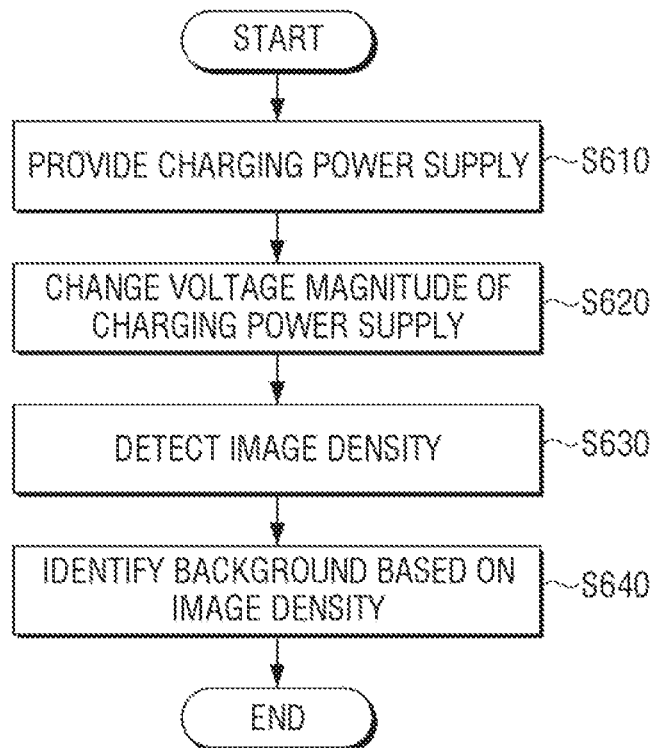 START
PROVIDE CHARGING POWER SUPPLY
S610
CHANGE VOLTAGE MAGNITUDE OF
CHARGING POWER SUPPLY
S620
DETECT IMAGE DENSITY
S630
IDENTIFY BACKGROUND BASED ON
IMAGE DENSITY
S640
END